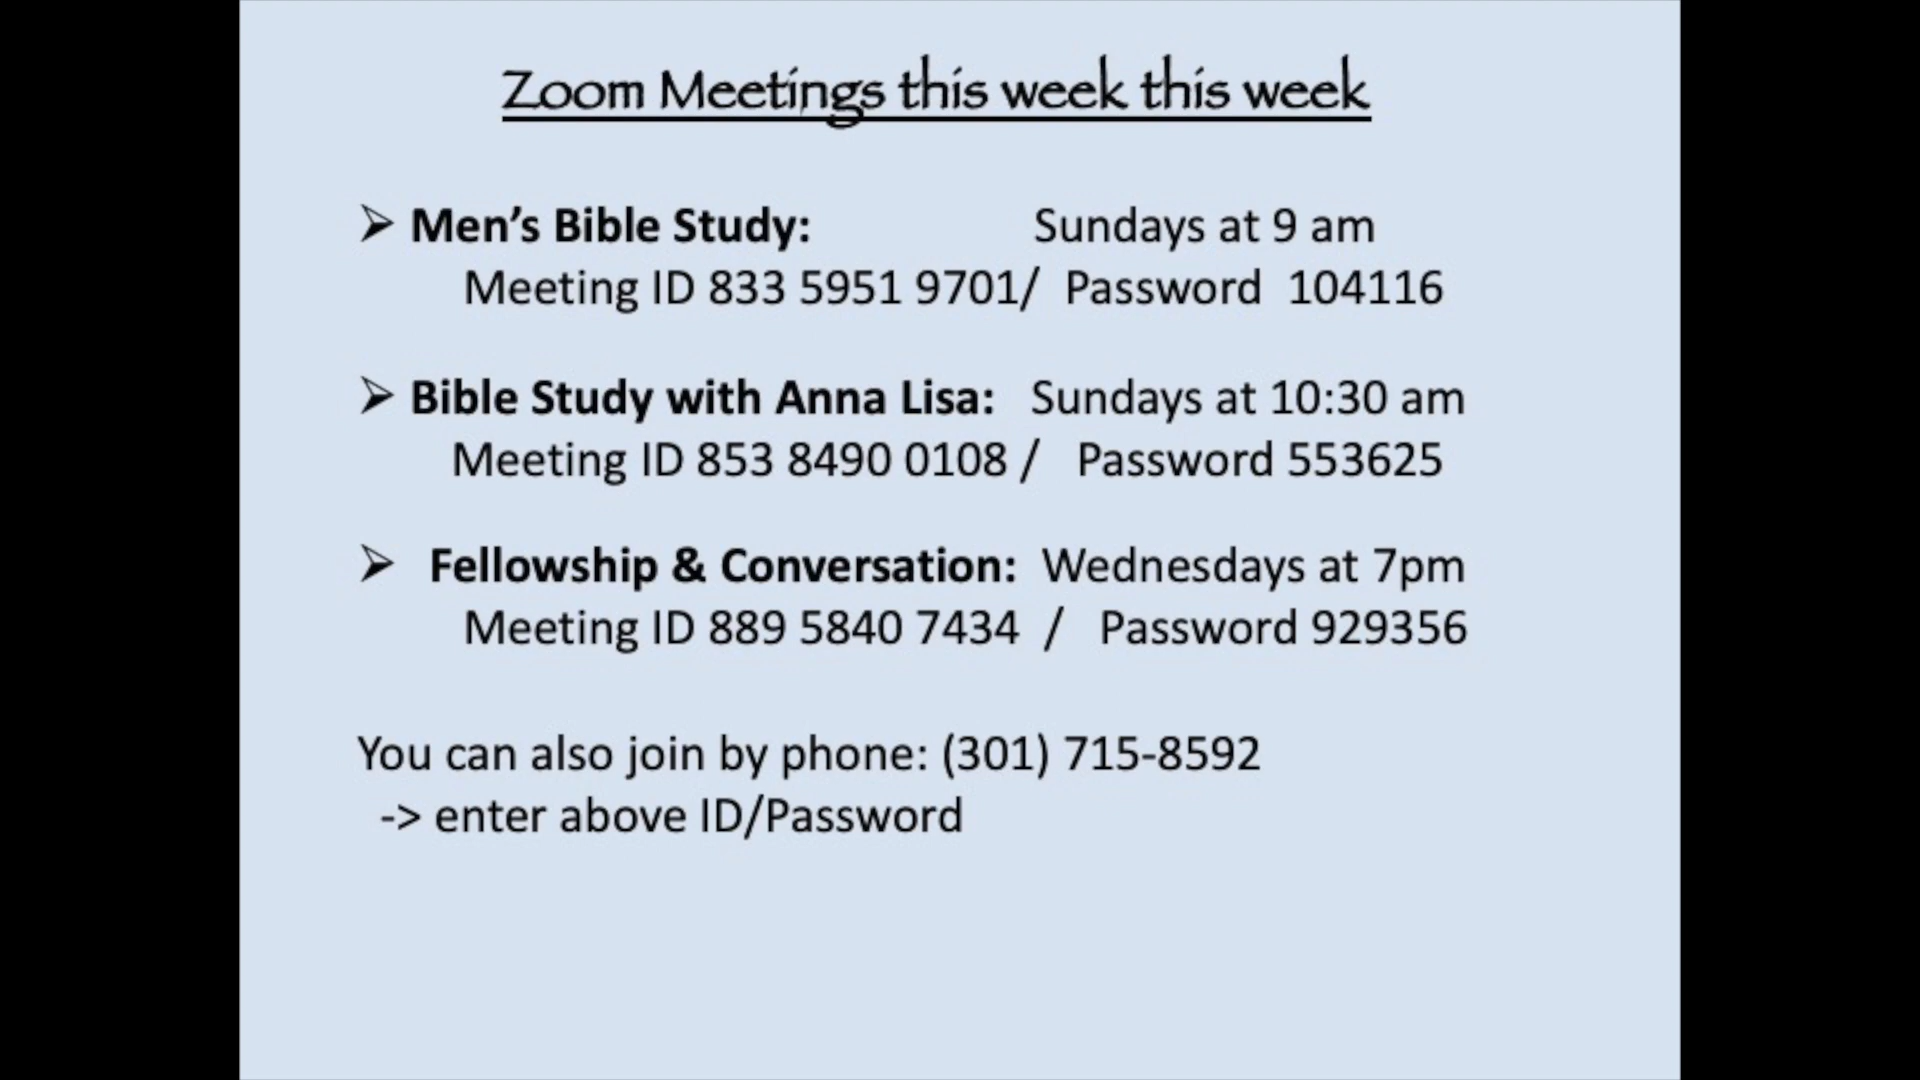 Zoom Meetings this week this week
➢ Men’s Bible Study: Sundays at 9 am
Meeting ID 833 5951 9701/ Password 104116
➢ Bible Study with Anna Lisa: Sundays at 10:30 am
Meeting ID 853 8490 0108 / Password 553625
➢ Fellowship & Conversation: Wednesdays at 7pm
Meeting ID 889 5840 7434 / Password 929356
You can also join by phone: (301) 715-8592
-> enter above ID/Password